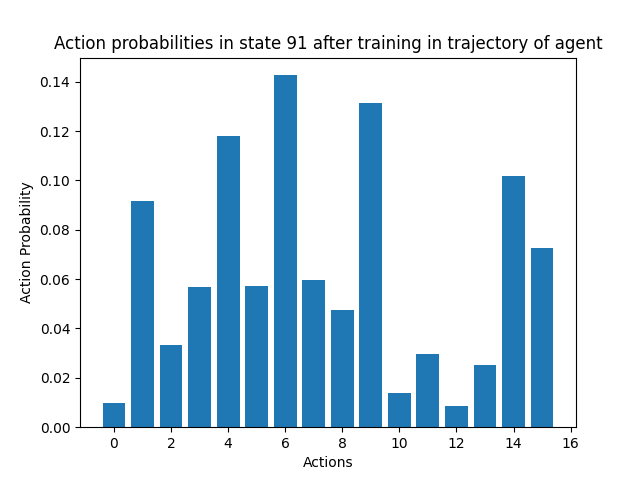 Action probabilities in state 91 after training in trajectory of agent
0.14
0.12
0.10
0.08
0.06
0.04
0.02
0.00
Action Probability
0 2 4 6 8 10 12 14 16
Actions